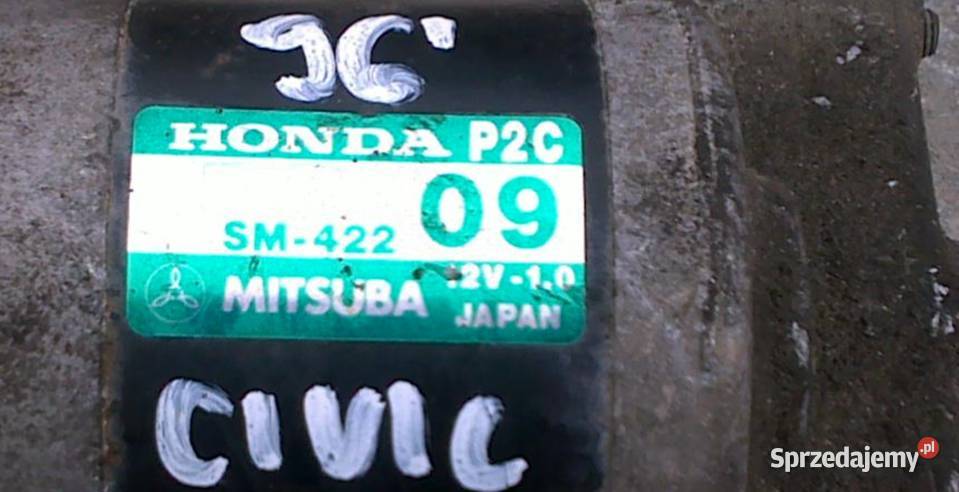 96'
HONDA P2C
09
SM-422
12V-1.0
MITSUBA
JAPAN
CIVIC
Sprzedajemy.pl